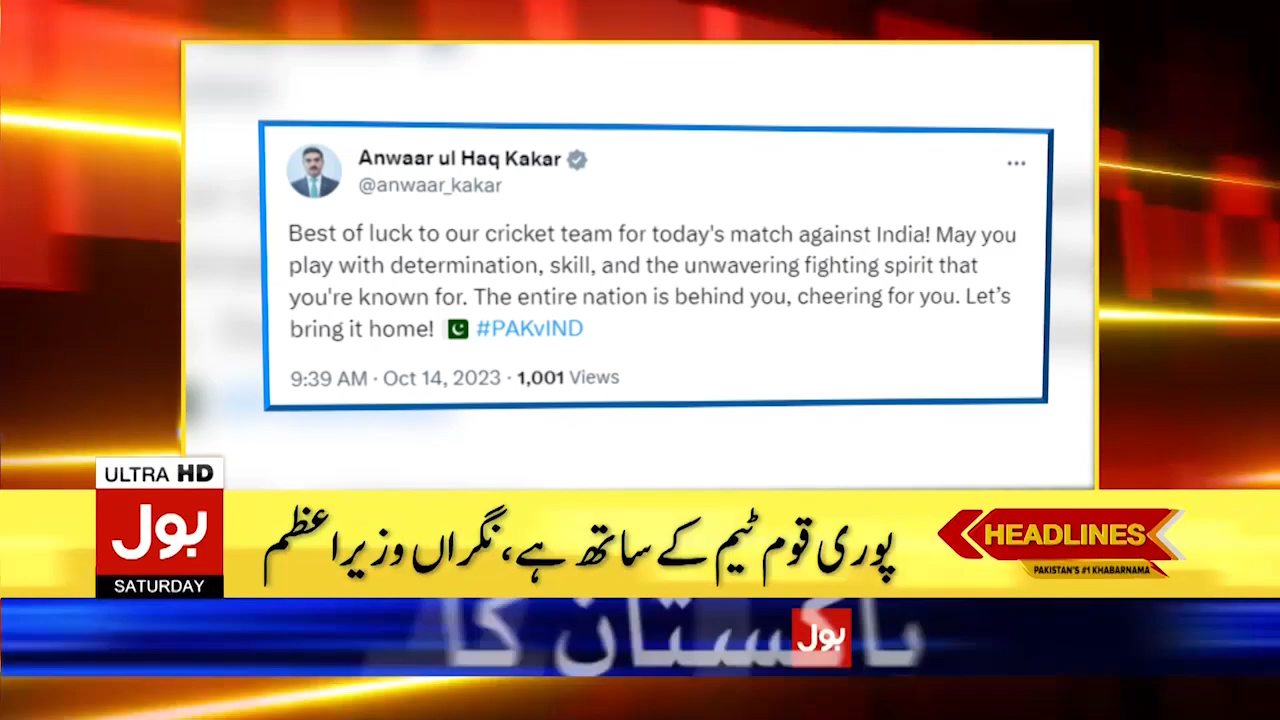 Anwaar ul Haq Kakar
@anwaar_kakar
Best of luck to our cricket team for today's match against India! May you
play with determination, skill, and the unwavering fighting spirit that
you're known for. The entire nation is behind you, cheering for you. Let’s
bring it home! 🇵🇰 #PAKvIND
9:39 AM · Oct 14, 2023 · 1,001 Views
ULTRA HD
بول
SATURDAY
پوری قوم ٹیم کے ساتھ ہے، نگراں وزیراعظم
HEADLINES
PAKISTAN'S #1 KHABARNAMA
پاکستان کا
بول